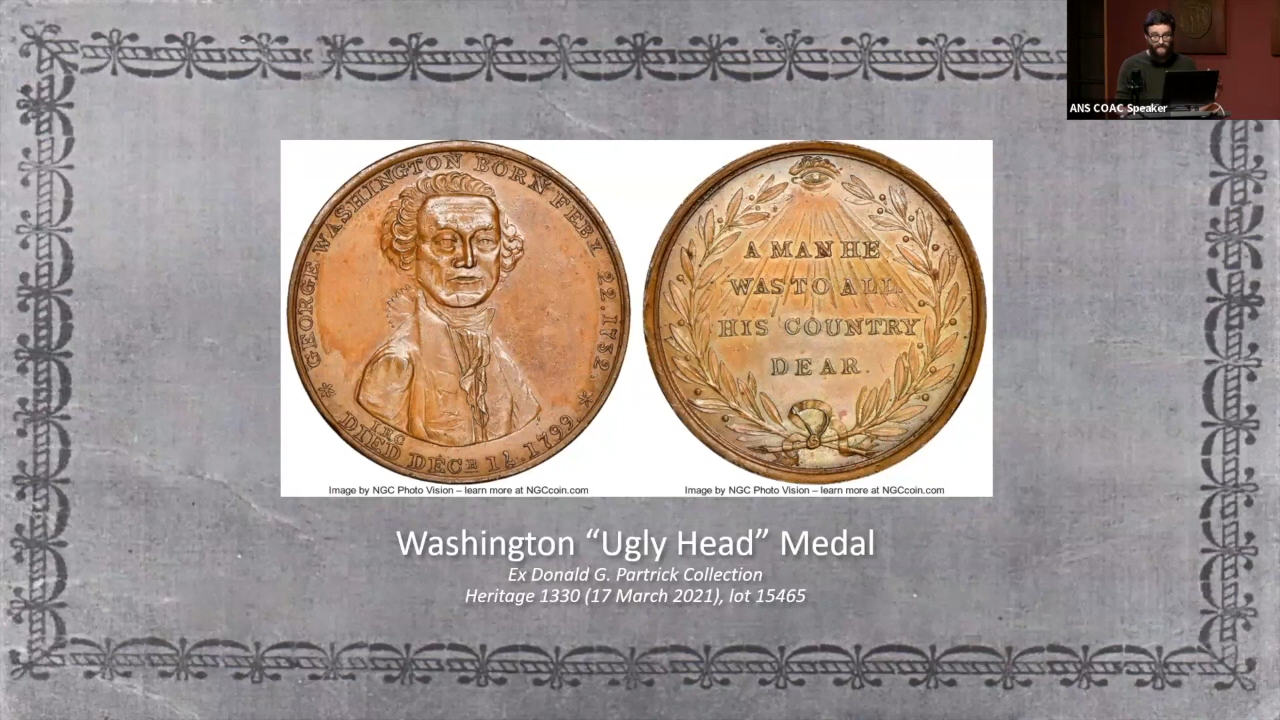 ANS COAC Speaker
GEORGE WASHINGTON BORN FEBY 22. 1732.
I.R.G
* DIED DECR 14. 1799. *
A MAN HE
WAS TO ALL
HIS COUNTRY
DEAR.
Image by NGC Photo Vision – learn more at NGCcoin.com
Image by NGC Photo Vision – learn more at NGCcoin.com
Washington “Ugly Head” Medal
Ex Donald G. Partrick Collection
Heritage 1330 (17 March 2021), lot 15465